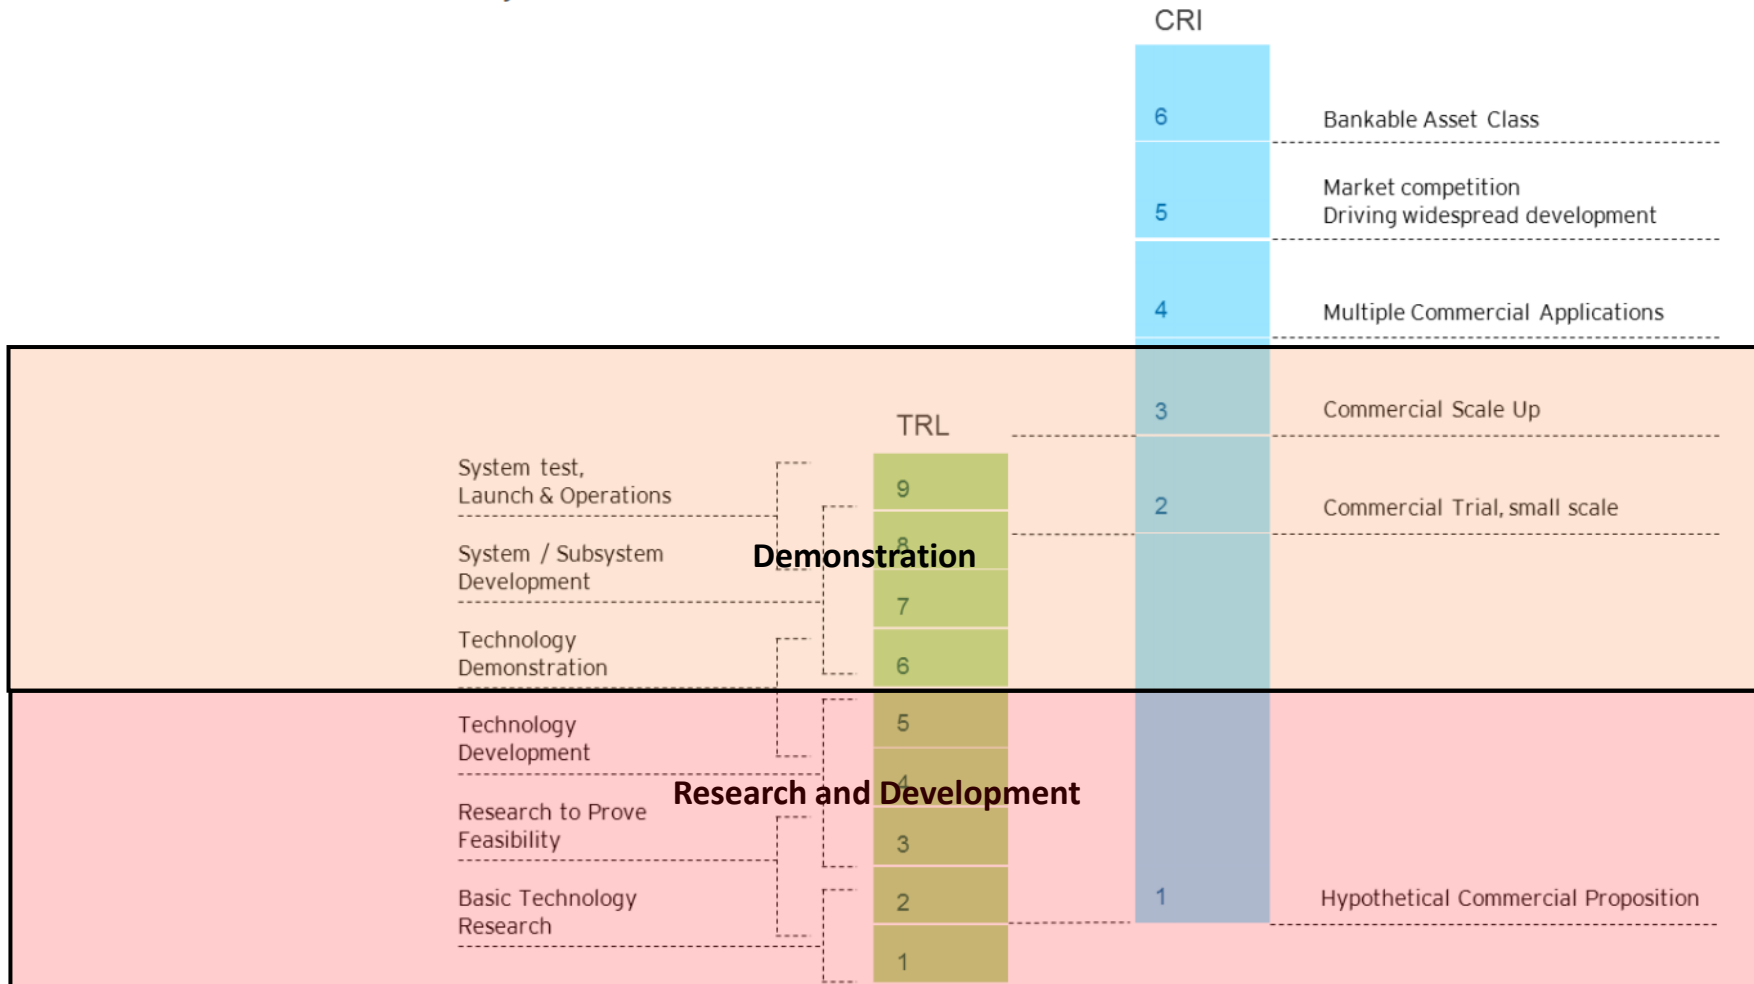 CRI
6
Bankable Asset Class
5
Market competition
Driving widespread development
4
Multiple Commercial Applications
3
Commercial Scale Up
TRL
System test,
Launch & Operations
9
2
Commercial Trial, small scale
System / Subsystem
Development
8
Demonstration
7
Technology
Demonstration
6
Technology
Development
5
4
Research and Development
Research to Prove
Feasibility
3
Basic Technology
Research
2
1
Hypothetical Commercial Proposition
1